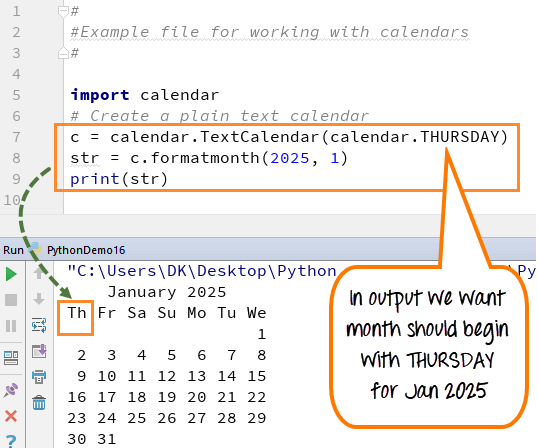 1 #
2 #Example file for working with calendars
3 #
4
5 import calendar
6 # Create a plain text calendar
7 c = calendar.TextCalendar(calendar.THURSDAY)
8 str = c.formatmonth(2025, 1)
9 print(str)
10
Run PythonDemo16
"C:\Users\DK\Desktop\Python
January 2025
Th Fr Sa Su Mo Tu We
1
2 3 4 5 6 7 8
9 10 11 12 13 14 15
16 17 18 19 20 21 22
23 24 25 26 27 28 29
30 31
In output we want
month should begin
with THURSDAY
for Jan 2025